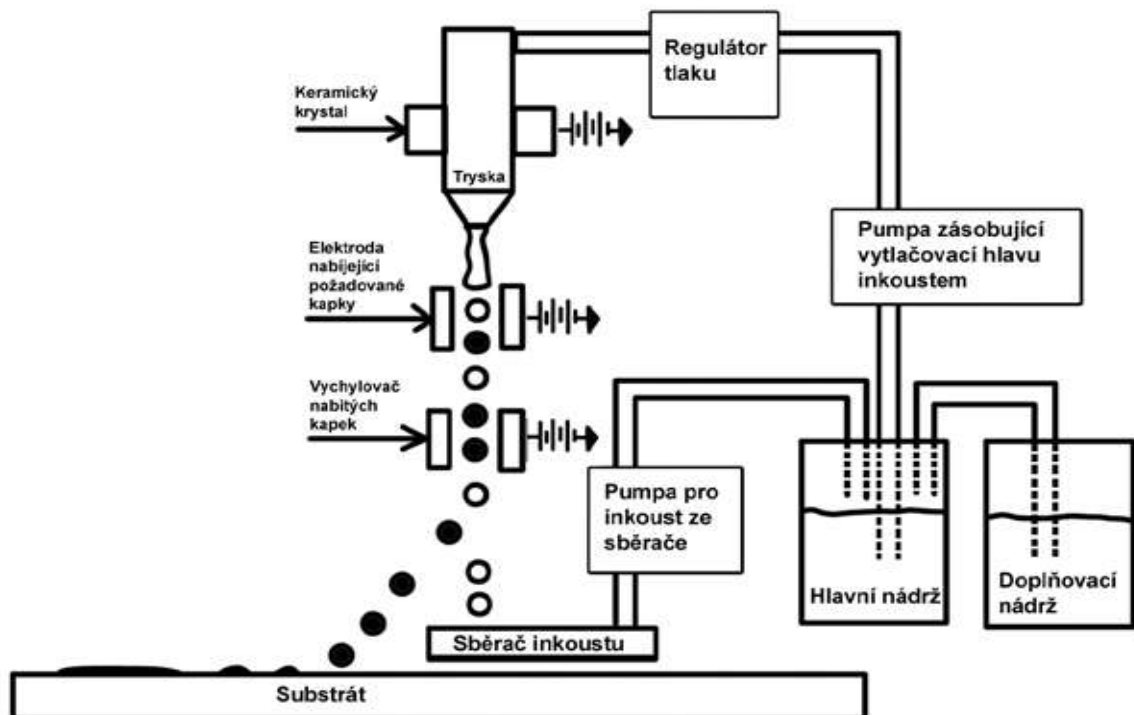 Regulátor
tlaku
Keramický
krystal
Tryska
Pumpa zásobující
vytlačovací hlavu
inkoustem
Elektroda
nabíjející
požadované
kapky
Vychylovač
nabitých
kapek
Pumpa pro
inkoust ze
sběrače
Hlavní nádrž
Doplňovací
nádrž
Sběrač inkoustu
Substrát